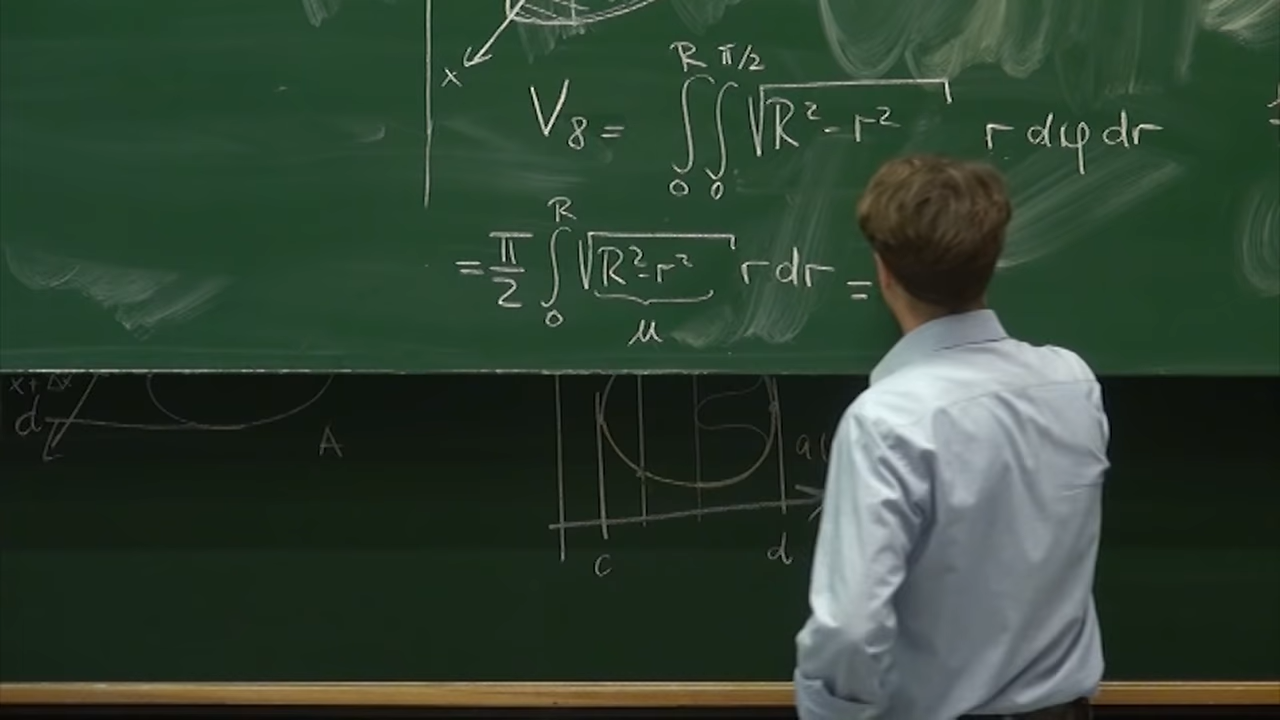 x
V₈ = ∫₀^R ∫₀^{π/2} √(R² - r²) r dφ dr
= π/2 ∫₀^R √(R² - r²) r dr =
u
x + Δx
d
A
c
d